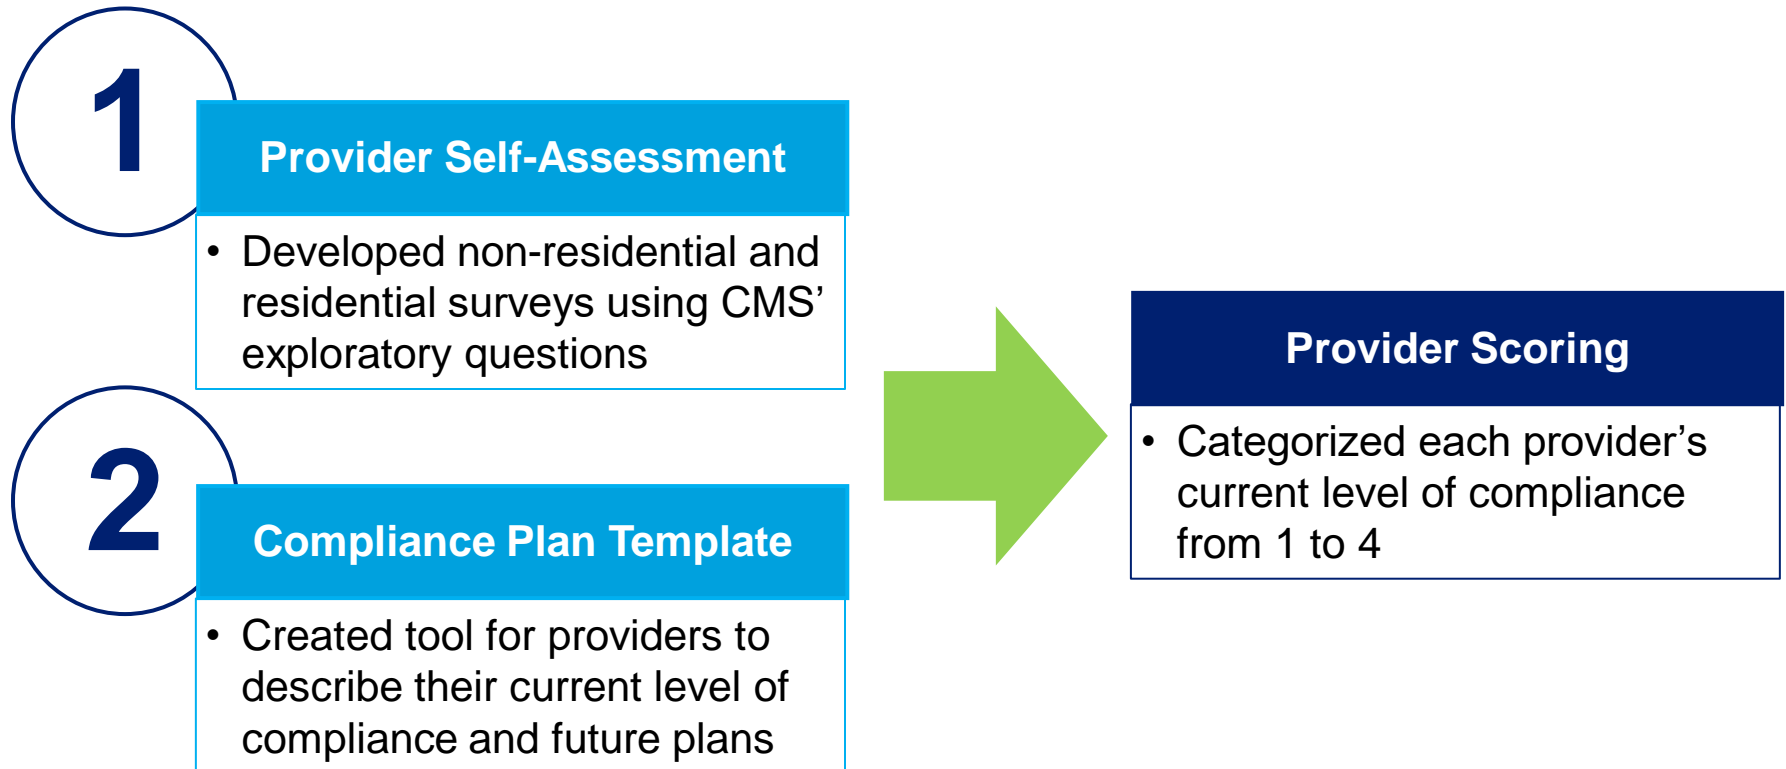 1
Provider Self-Assessment
• Developed non-residential and
residential surveys using CMS’
exploratory questions
2
Compliance Plan Template
• Created tool for providers to
describe their current level of
compliance and future plans
Provider Scoring
• Categorized each provider’s
current level of compliance
from 1 to 4